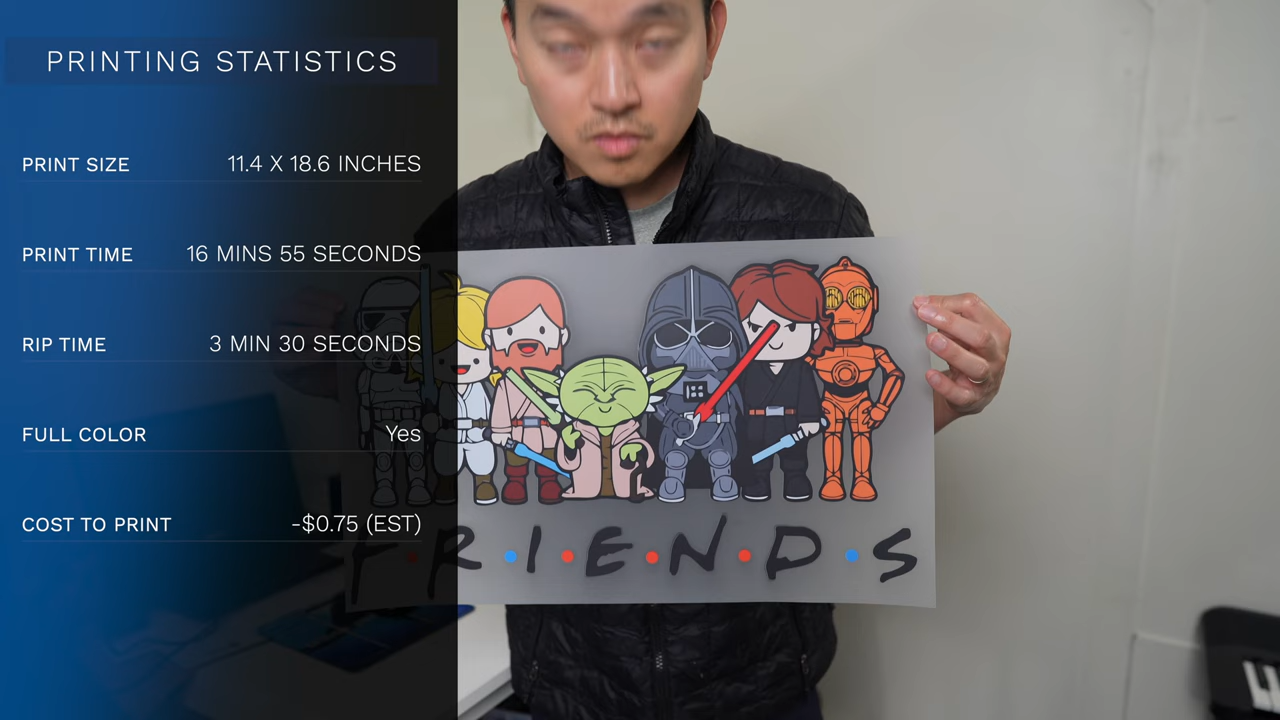 PRINTING STATISTICS
PRINT SIZE 11.4 X 18.6 INCHES
PRINT TIME 16 MINS 55 SECONDS
RIP TIME 3 MIN 30 SECONDS
FULL COLOR Yes
COST TO PRINT -$0.75 (EST)
F•R•I•E•N•D•S